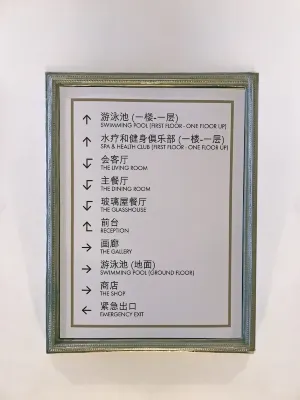 游泳池 (一楼-一层)
SWIMMING POOL (FIRST FLOOR - ONE FLOOR UP)
水疗和健身俱乐部 (一楼-一层)
SPA & HEALTH CLUB (FIRST FLOOR - ONE FLOOR UP)
会客厅
THE LIVING ROOM
主餐厅
THE DINING ROOM
玻璃屋餐厅
THE GLASSHOUSE
前台
RECEPTION
画廊
THE GALLERY
游泳池 (地面)
SWIMMING POOL (GROUND FLOOR)
商店
THE SHOP
紧急出口
EMERGENCY EXIT